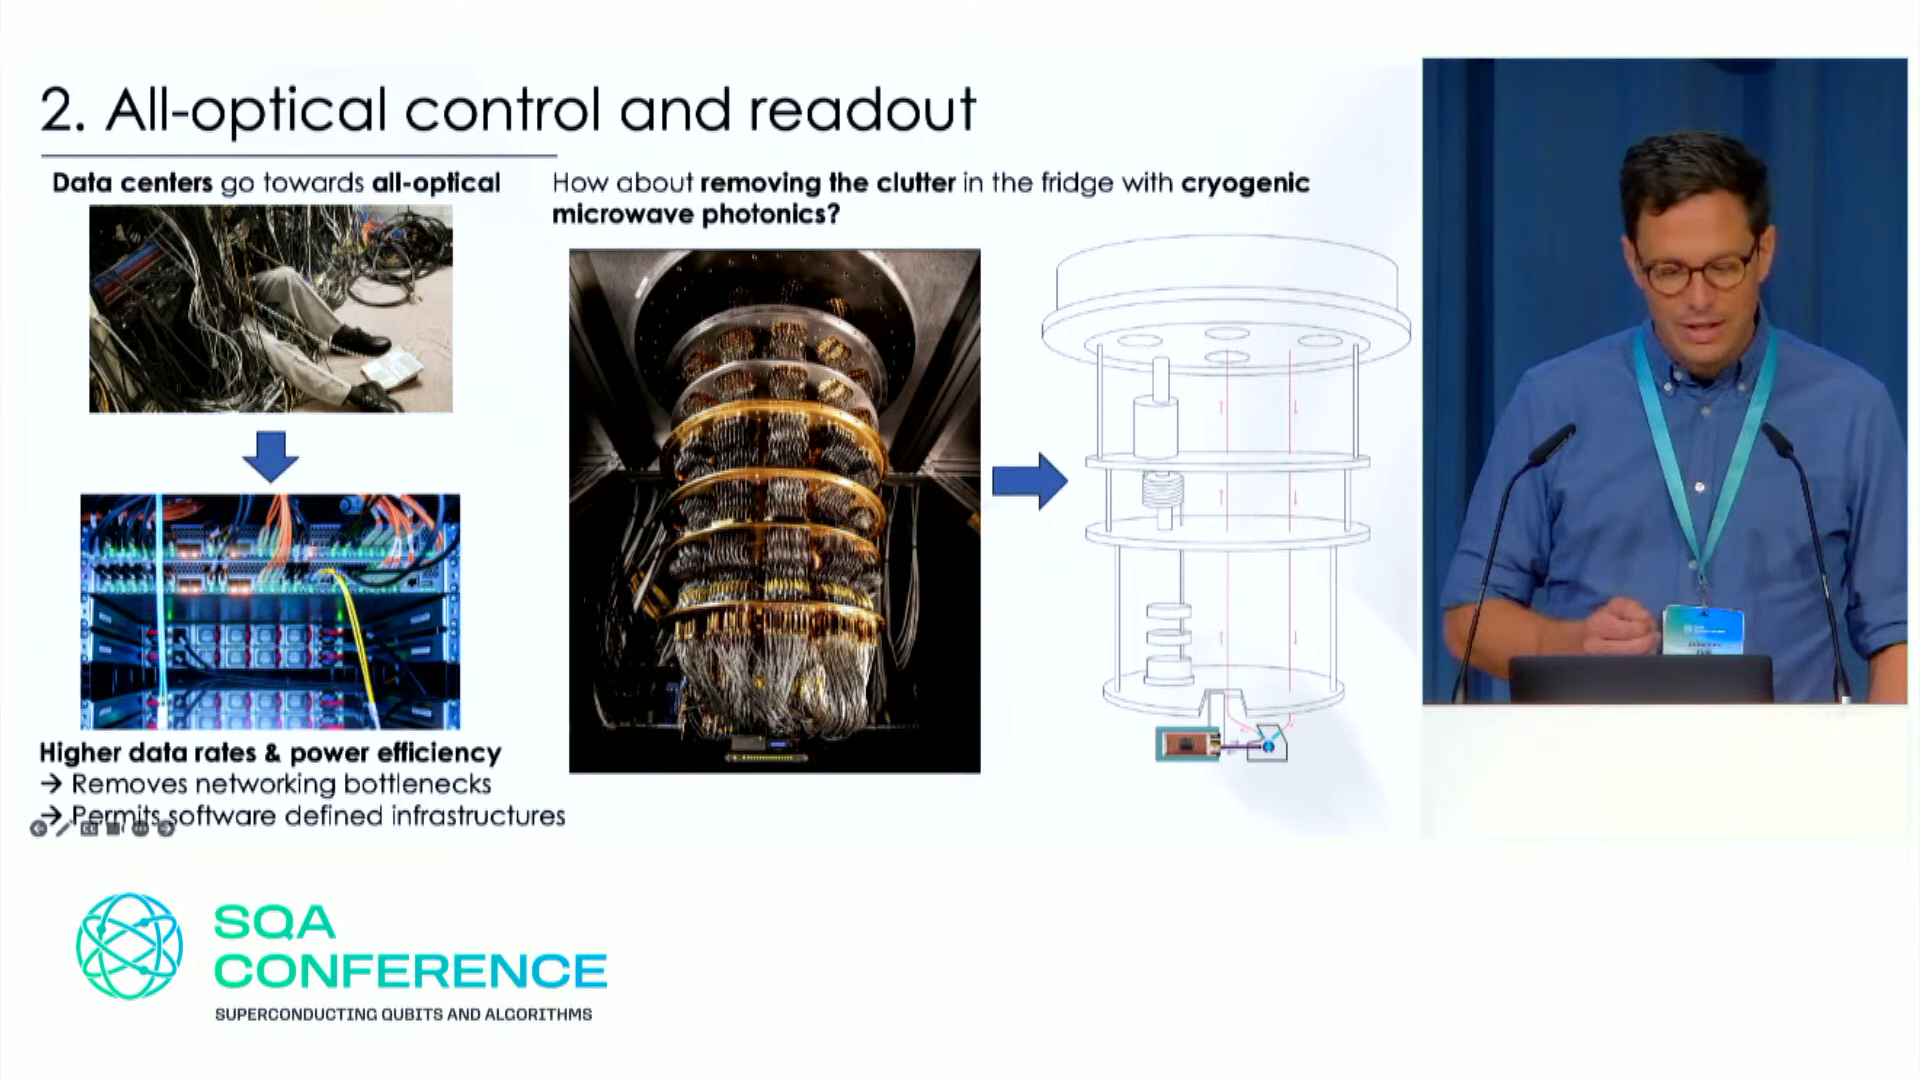 2. All-optical control and readout
Data centers go towards all-optical
How about removing the clutter in the fridge with cryogenic
microwave photonics?
Higher data rates & power efficiency
→ Removes networking bottlenecks
→ Permits software defined infrastructures
SQA
CONFERENCE
SUPERCONDUCTING QUBITS AND ALGORITHMS